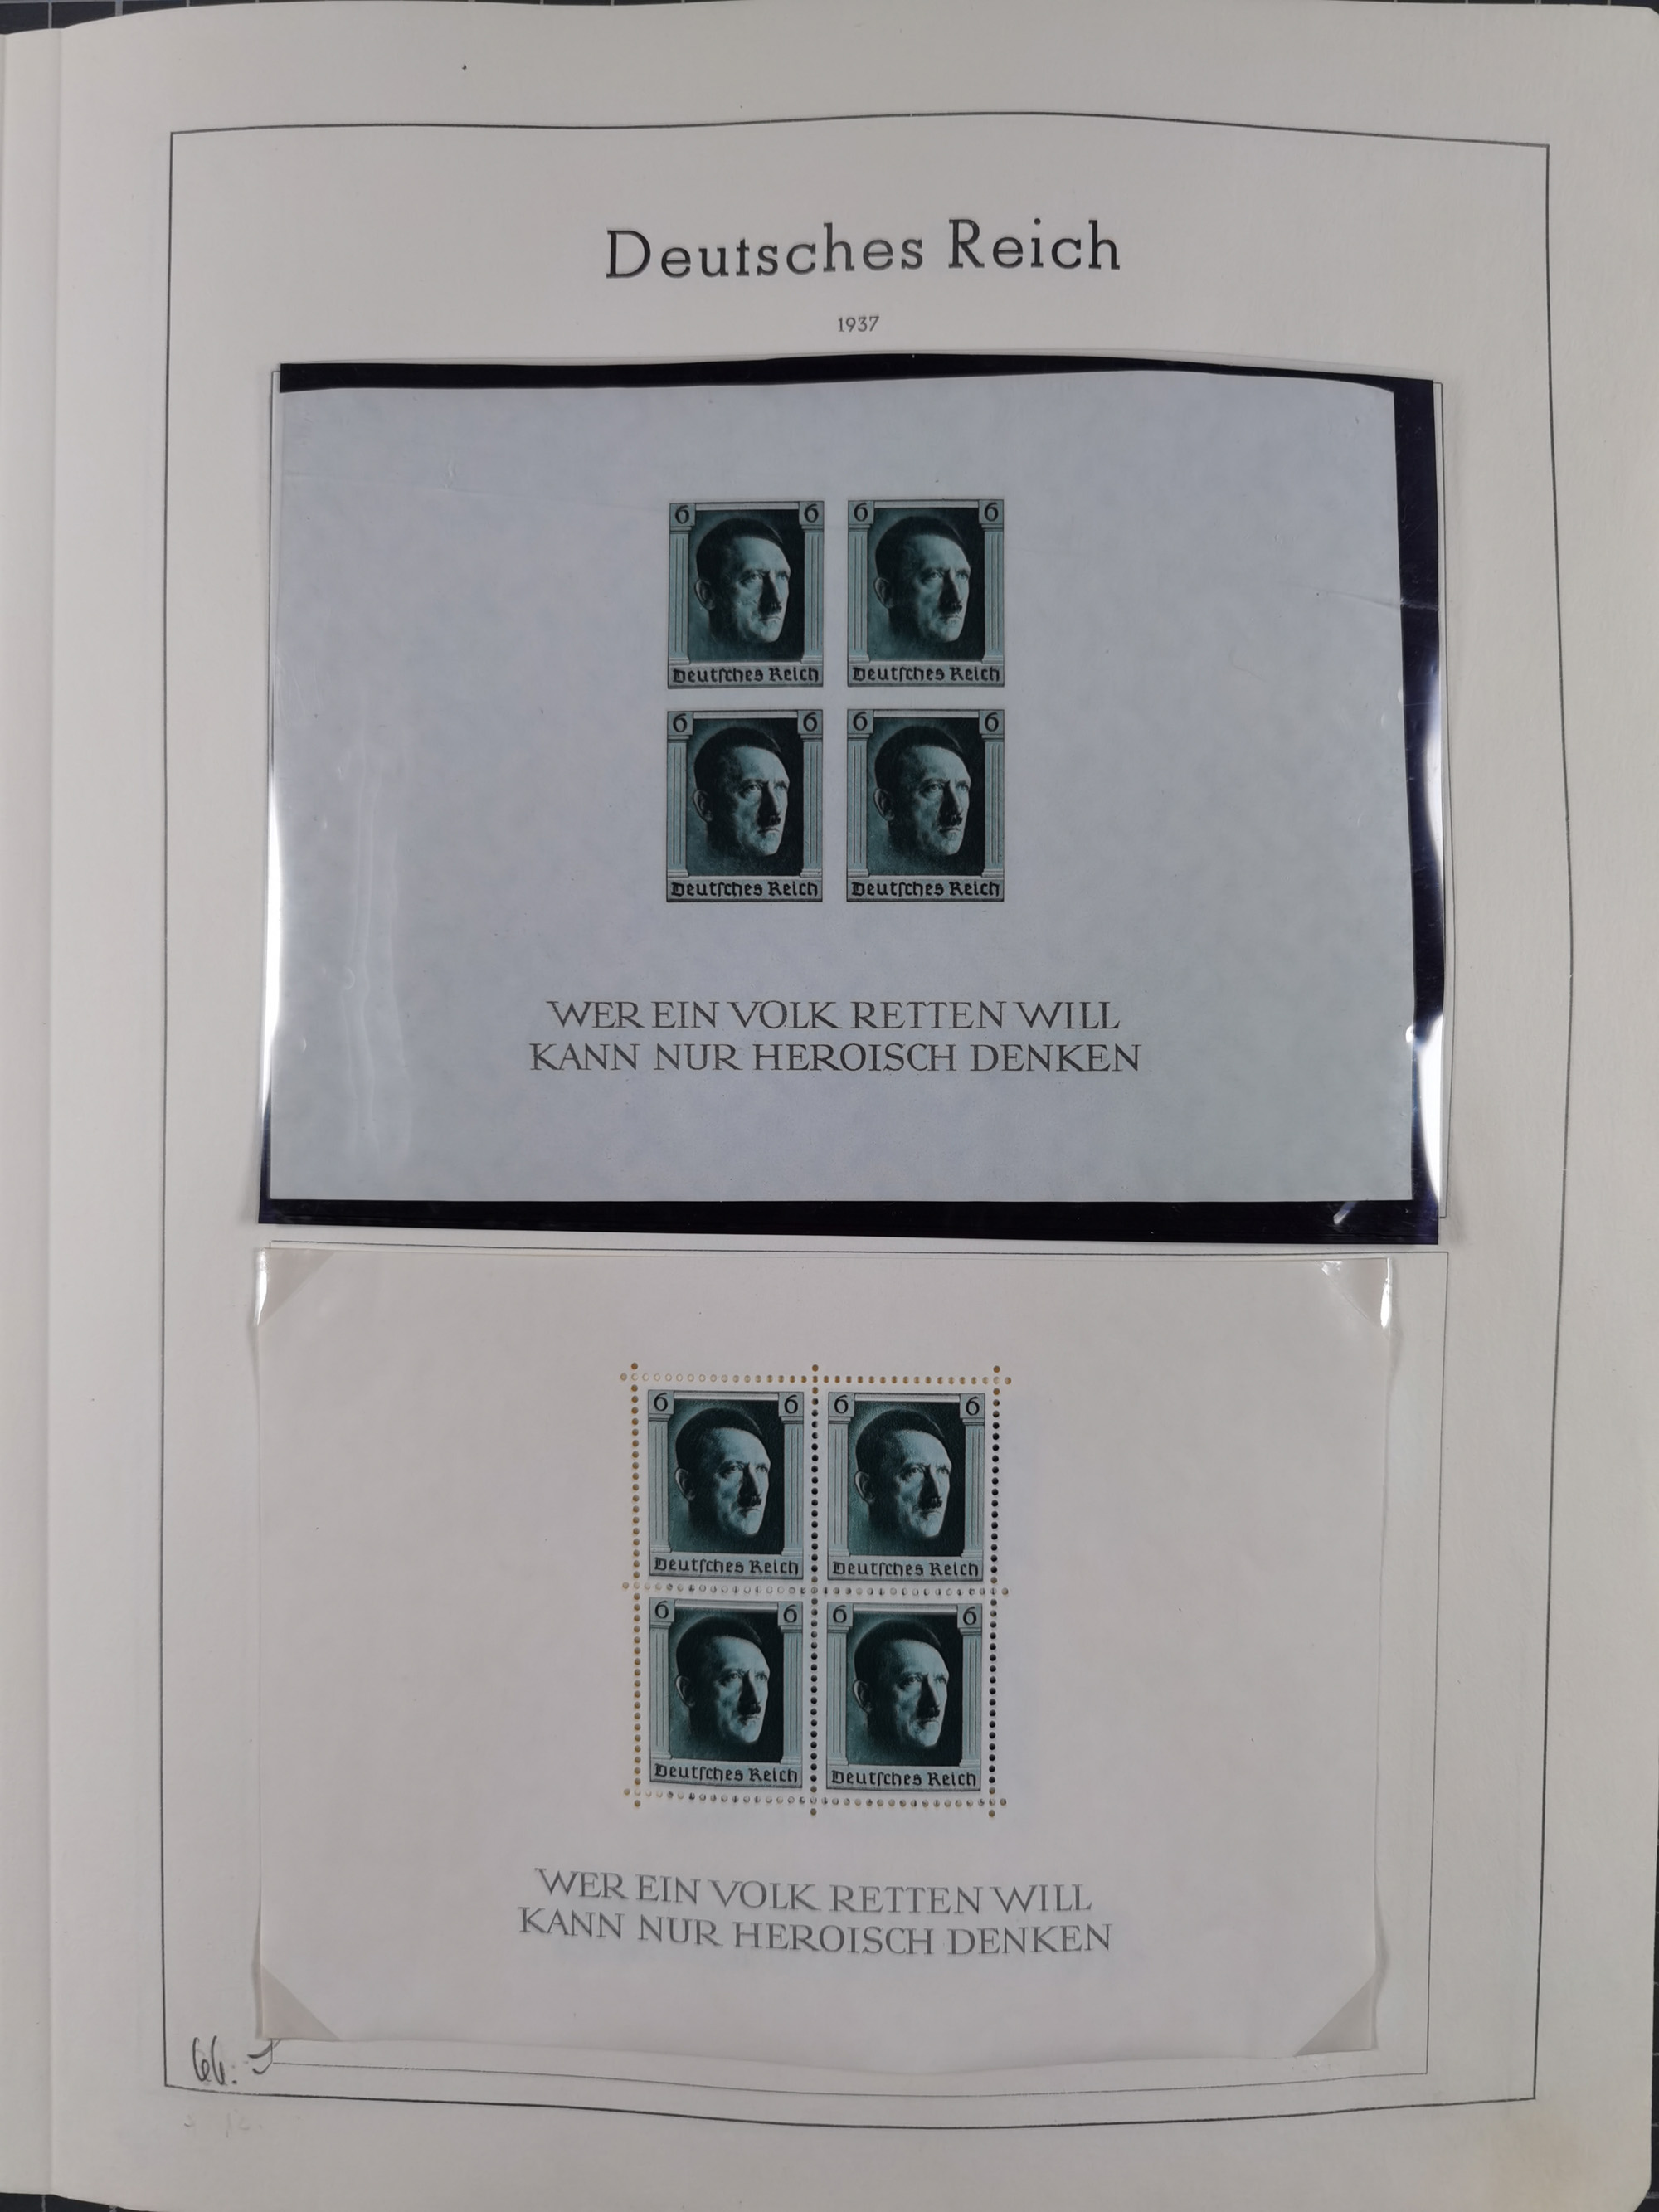 Deutsches Reich
1937
6 6 6 6
Deutſches Reich Deutſches Reich
6 6 6 6
Deutſches Reich Deutſches Reich
WER EIN VOLK RETTEN WILL
KANN NUR HEROISCH DENKEN
6 6 6 6
Deutſches Reich Deutſches Reich
6 6 6 6
Deutſches Reich Deutſches Reich
WER EIN VOLK RETTEN WILL
KANN NUR HEROISCH DENKEN